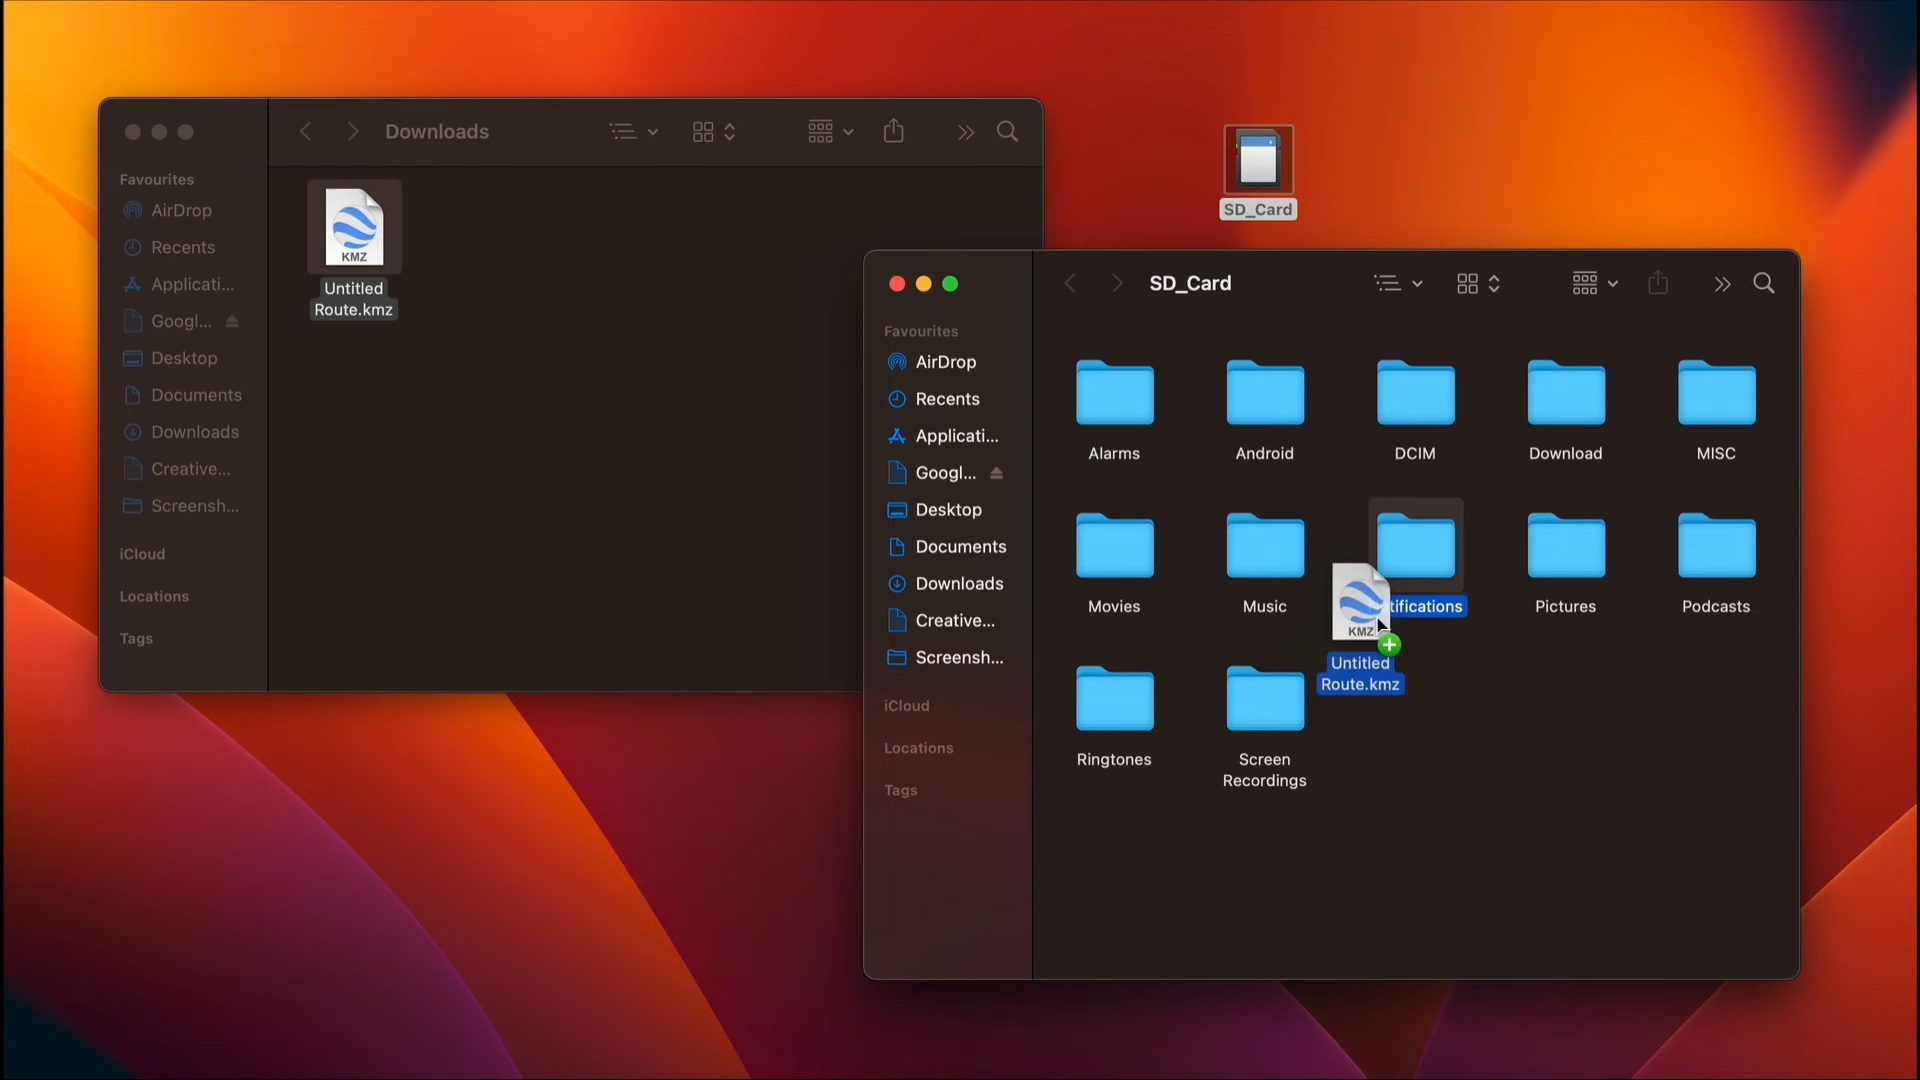 Downloads
Favourites
AirDrop
Recents
Applicati...
Googl...
Desktop
Documents
Downloads
Creative...
Screensh...
iCloud
Locations
Tags
KMZ
Untitled
Route.kmz
SD_Card
SD_Card
Favourites
AirDrop
Recents
Applicati...
Googl...
Desktop
Documents
Downloads
Creative...
Screensh...
iCloud
Locations
Tags
Alarms
Android
DCIM
Download
MISC
Movies
Music
tifications
Pictures
Podcasts
KMZ
Untitled
Route.kmz
Ringtones
Screen
Recordings